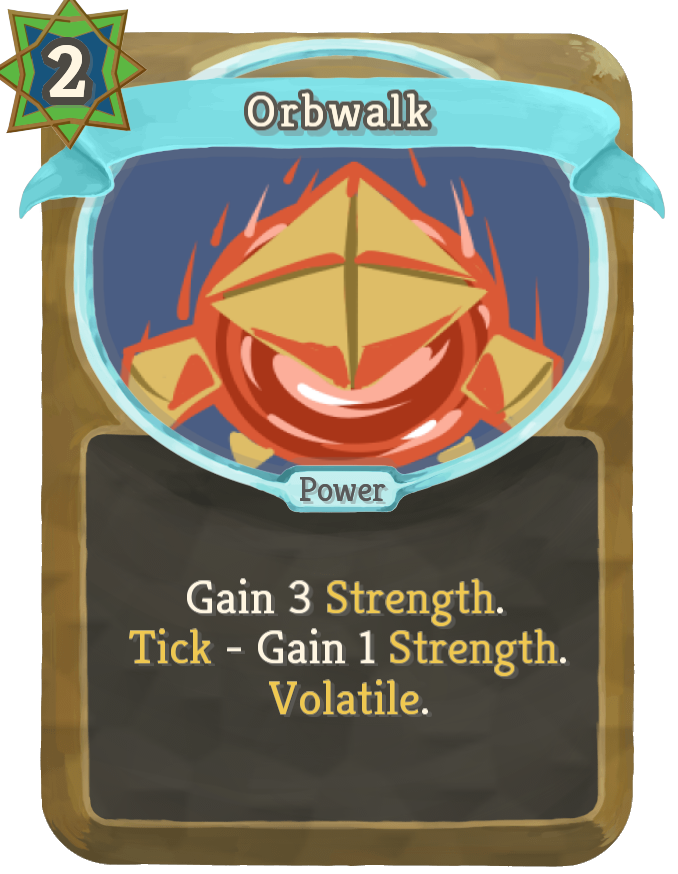 2
Orbwalk
Power
Gain 3 Strength.
Tick - Gain 1 Strength.
Volatile.